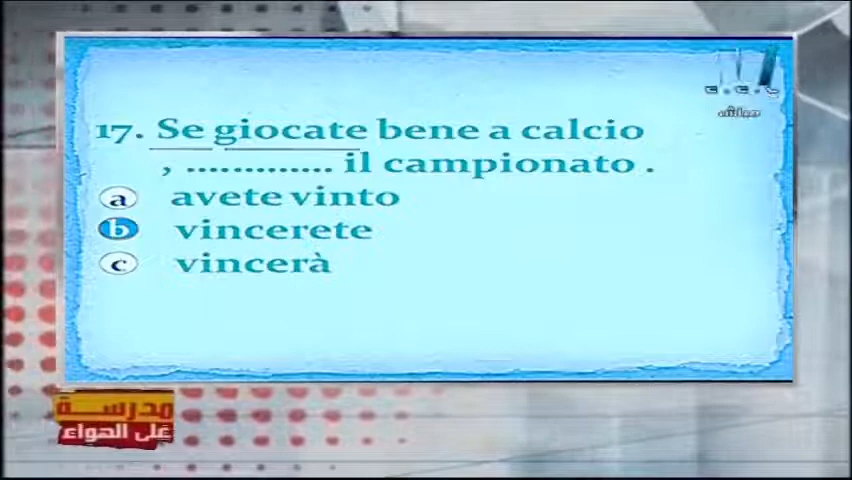 17. Se giocate bene a calcio
, ............. il campionato .
a avete vinto
b vincerete
c vincerà
مدرسة
على الهواء